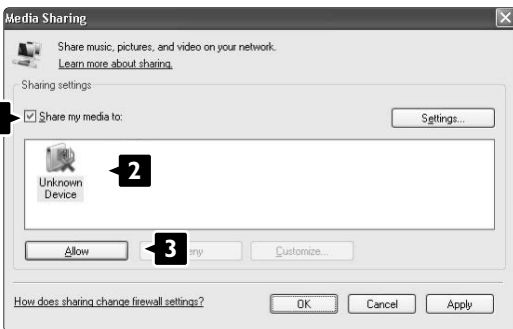 Media Sharing
Share music, pictures, and video on your network.
Learn more about sharing.
Sharing settings
Share my media to:
Settings...
2
Unknown
Device
Allow
3
Customize...
How does sharing change firewall settings?
OK
Cancel
Apply